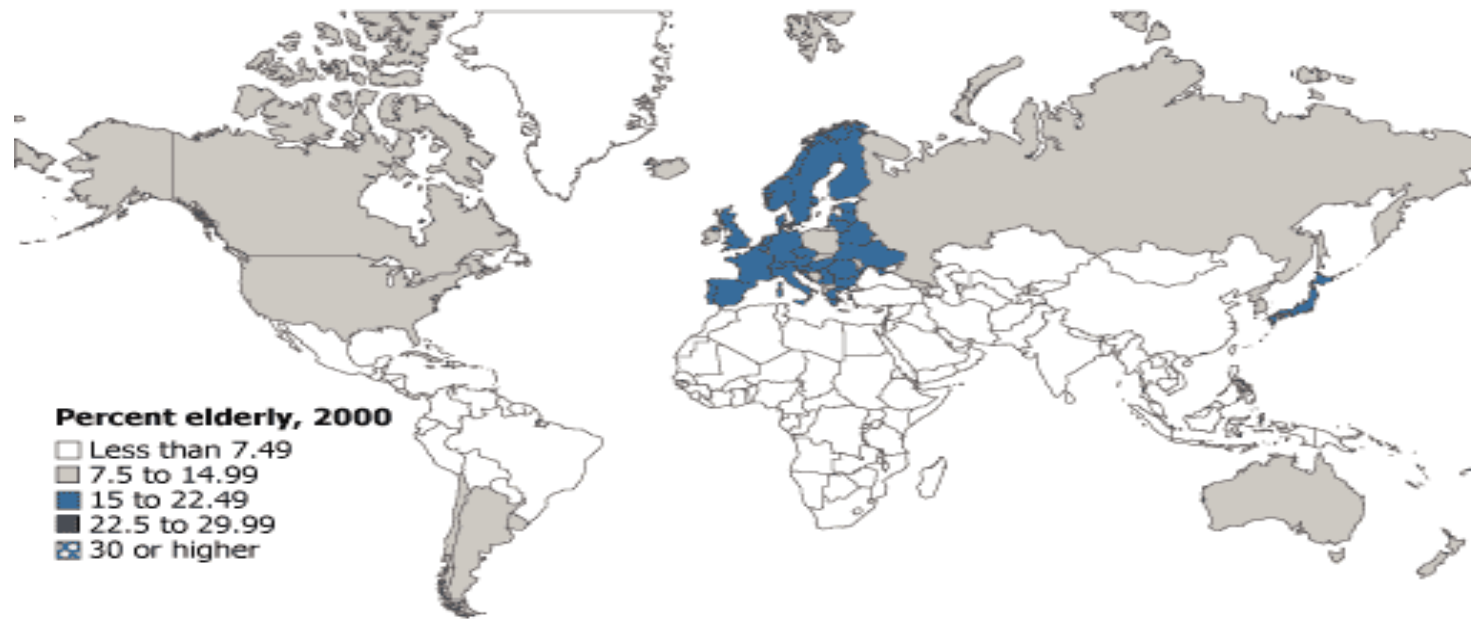 Percent elderly, 2000
Less than 7.49
7.5 to 14.99
15 to 22.49
22.5 to 29.99
30 or higher